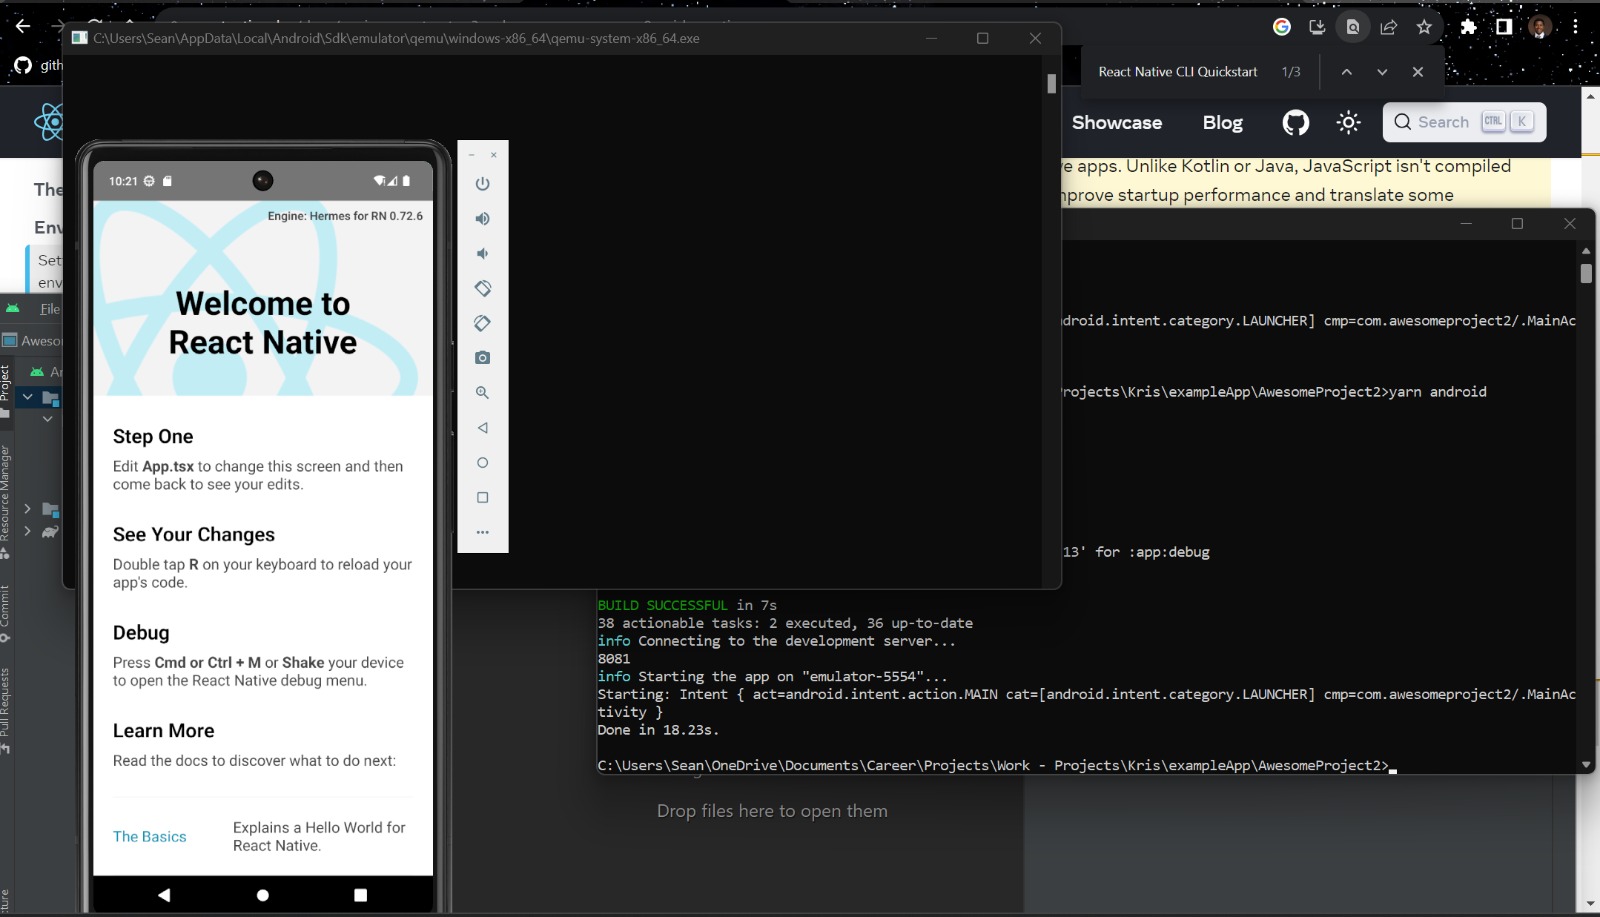 C:\Users\Sean\AppData\Local\Android\Sdk\emulator\qemu\windows-x86_64\qemu-system-x86_64.exe
gith
React Native CLI Quickstart 1/3
Showcase Blog Search CTRL K
The
Env
Set
env
e apps. Unlike Kotlin or Java, JavaScript isn't compiled
nprove startup performance and translate some
File
Aweso
An
Project
Resource Manager
Commit
Pull Requests
cture
10:21
Engine: Hermes for RN 0.72.6
Welcome to
React Native
Step One
Edit App.tsx to change this screen and then
come back to see your edits.
See Your Changes
Double tap R on your keyboard to reload your
app's code.
Debug
Press Cmd or Ctrl + M or Shake your device
to open the React Native debug menu.
Learn More
Read the docs to discover what to do next:
The Basics
Explains a Hello World for
React Native.
droid.intent.category.LAUNCHER] cmp=com.awesomeproject2/.MainAc
rojects\Kris\exampleApp\AwesomeProject2>yarn android
13' for :app:debug
BUILD SUCCESSFUL in 7s
38 actionable tasks: 2 executed, 36 up-to-date
info Connecting to the development server...
8081
info Starting the app on "emulator-5554"...
Starting: Intent { act=android.intent.action.MAIN cat=[android.intent.category.LAUNCHER] cmp=com.awesomeproject2/.MainAc
tivity }
Done in 18.23s.
C:\Users\Sean\OneDrive\Documents\Career\Projects\Work - Projects\Kris\exampleApp\AwesomeProject2>
Drop files here to open them